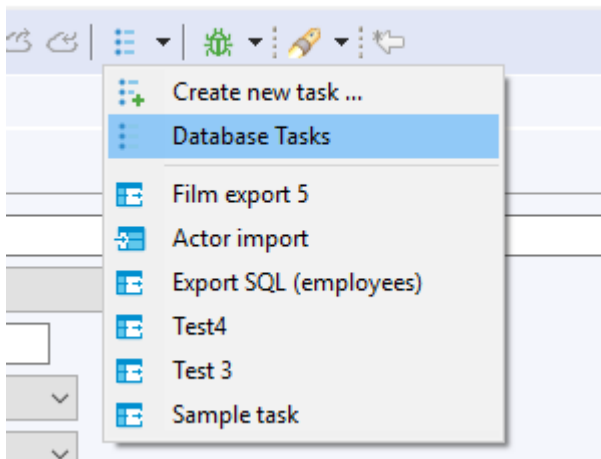 Create new task ...
Database Tasks
Film export 5
Actor import
Export SQL (employees)
Test4
Test 3
Sample task